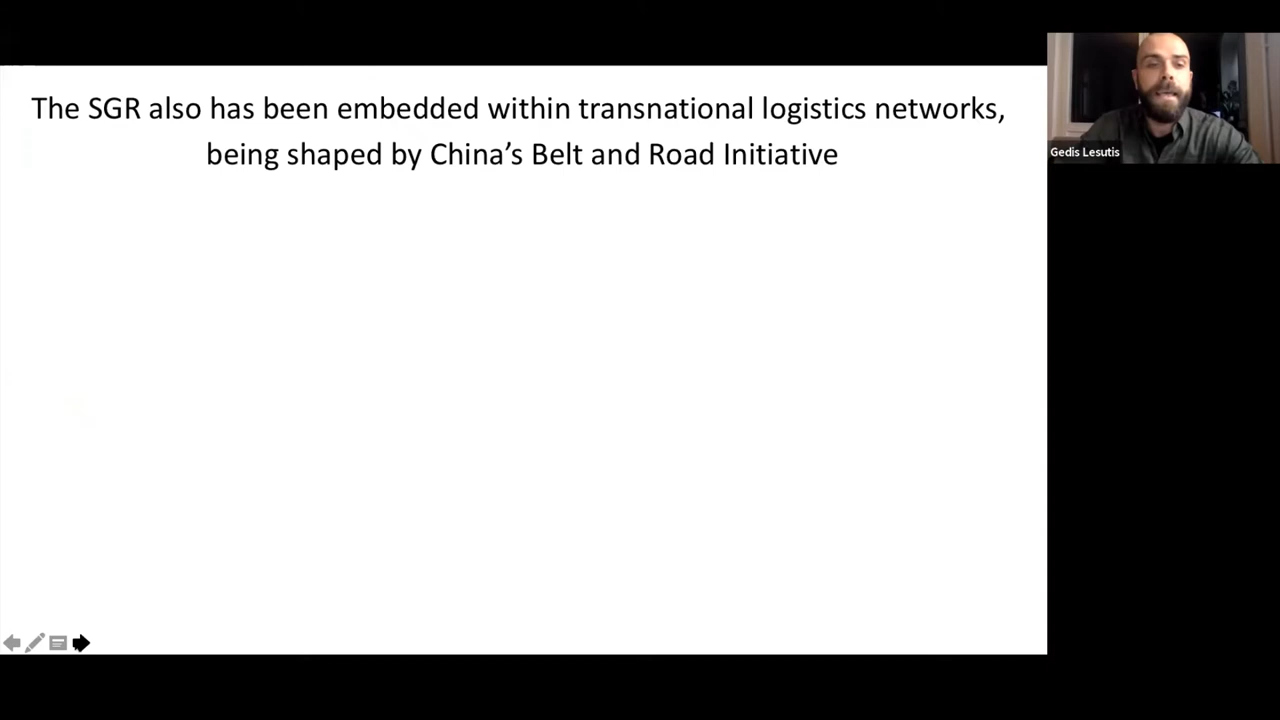 The SGR also has been embedded within transnational logistics networks,
being shaped by China’s Belt and Road Initiative
Gedis Lesutis